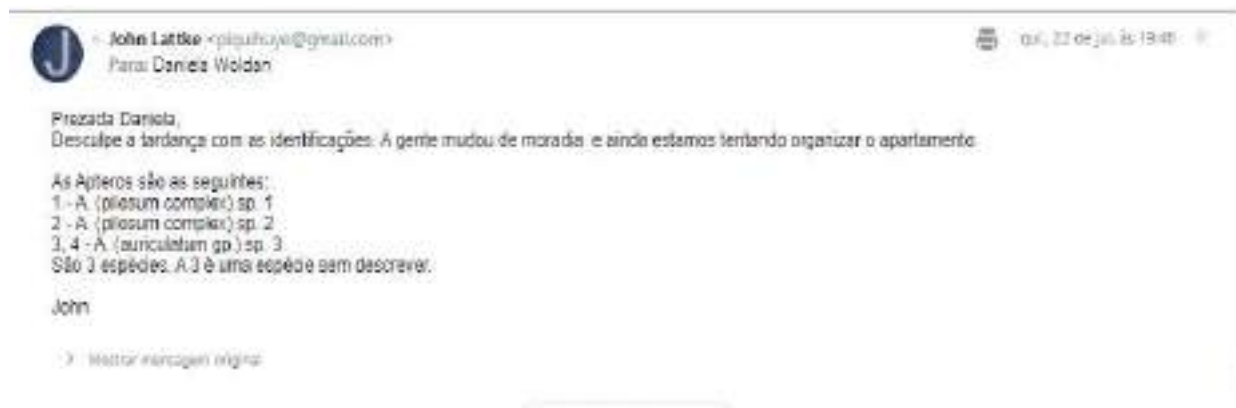 John Lattke <piquihuye@gmail.com>
Para: Daniela Woldan
qui., 22 de jul. às 19:48
Prezada Daniela,
Desculpe a tardança com as identificações. A gente mudou de moradia e ainda estamos tentando organizar o apartamento.
As Apteros são as seguintes:
1 - A. (pilosum complex) sp. 1
2 - A. (pilosum complex) sp. 2
3, 4 - A. (auriculatum gp.) sp. 3
São 3 espécies. A 3 é uma espécie sem descrever.
John
Mostrar mensagem original